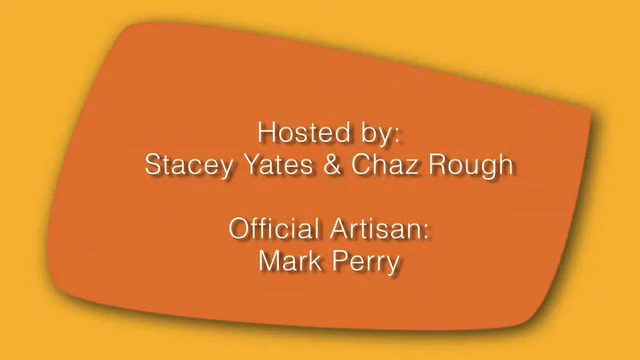 Hosted by:
Stacey Yates & Chaz Rough
Official Artisan:
Mark Perry